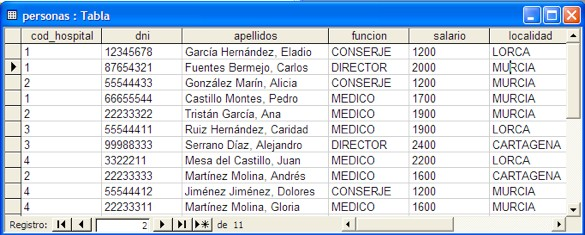 personas : Tabla
cod_hospital dni apellidos funcion salario localidad
1 12345678 García Hernández, Eladio CONSERJE 1200 LORCA
1 87654321 Fuentes Bermejo, Carlos DIRECTOR 2000 MURCIA
2 55544433 González Marín, Alicia CONSERJE 1200 MURCIA
1 66655544 Castillo Montes, Pedro MEDICO 1700 MURCIA
2 22233322 Tristán García, Ana MEDICO 1900 MURCIA
3 55544411 Ruiz Hernández, Caridad MEDICO 1900 LORCA
3 99988333 Serrano Díaz, Alejandro DIRECTOR 2400 CARTAGENA
4 3322211 Mesa del Castillo, Juan MEDICO 2200 LORCA
2 22233333 Martínez Molina, Andrés MEDICO 1600 CARTAGENA
4 55544412 Jiménez Jiménez, Dolores CONSERJE 1200 MURCIA
4 22233311 Martínez Molina, Gloria MEDICO 1600 MURCIA
Registro: 2 de 11